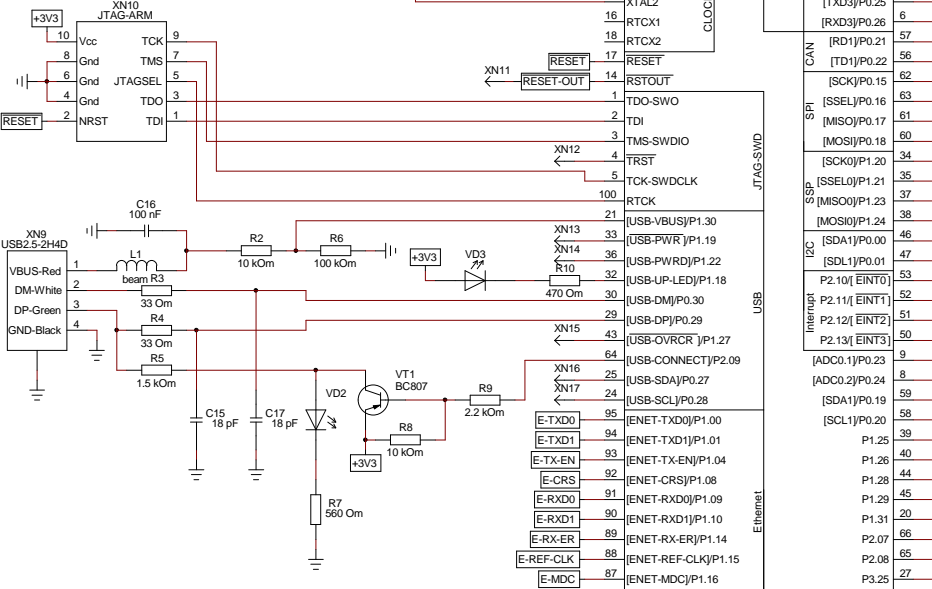 XN10
JTAG-ARM
+3V3
10 Vcc
8 Gnd
6 Gnd
4 Gnd
RESET
2 NRST
TCK 9
TMS 7
JTAGSEL 5
TDO 3
TDI 1
XTAL2
16 RTCX1
18 RTCX2
CLOC
RESET 17 RESET
XN11 RESET-OUT 14 RSTOUT
1 TDO-SWO
2 TDI
3 TMS-SWDIO
XN12 4 TRST
5 TCK-SWDCLK
100 RTCK
JTAG-SWD
21 [USB-VBUS]/P1.30
XN13 33 [USB-PWR ]/P1.19
XN14 36 [USB-PWRD]/P1.22
32 [USB-UP-LED]/P1.18
30 [USB-DM]/P0.30
29 [USB-DP]/P0.29
XN15 43 [USB-OVRCR ]/P1.27
64 [USB-CONNECT]/P2.09
XN16 25 [USB-SDA]/P0.27
XN17 24 [USB-SCL]/P0.28
USB
E-TXD0 95 [ENET-TXD0]/P1.00
E-TXD1 94 [ENET-TXD1]/P1.01
E-TX-EN 93 [ENET-TX-EN]/P1.04
E-CRS 92 [ENET-CRS]/P1.08
E-RXD0 91 [ENET-RXD0]/P1.09
E-RXD1 90 [ENET-RXD1]/P1.10
E-RX-ER 89 [ENET-RX-ER]/P1.14
E-REF-CLK 88 [ENET-REF-CLK]/P1.15
E-MDC 87 [ENET-MDC]/P1.16
Ethernet
C16
100 nF
XN9
USB2.5-2H4D
VBUS-Red 1
DM-White 2
DP-Green 3
GND-Black 4
L1
beam
R2
10 kOm
R6
100 kOm
R3
33 Om
R4
33 Om
R5
1.5 kOm
+3V3
VD3
R10
470 Om
C15
18 pF
C17
18 pF
VD2
VT1
BC807
R9
2.2 kOm
R8
10 kOm
+3V3
R7
560 Om
[TXD3]/P0.25
[RXD3]/P0.26 6
CAN
[RD1]/P0.21 57
[TD1]/P0.22 56
SPI
[SCK]/P0.15 62
[SSEL]/P0.16 63
[MISO]/P0.17 61
[MOSI]/P0.18 60
SSP
[SCK0]/P1.20 34
[SSEL0]/P1.21 35
[MISO0]/P1.23 37
[MOSI0]/P1.24 38
I2C
[SDA1]/P0.00 46
[SDL1]/P0.01 47
Interrupt
P2.10/[ EINT0] 53
P2.11/[ EINT1] 52
P2.12/[ EINT2] 51
P2.13/[ EINT3] 50
[ADC0.1]/P0.23 9
[ADC0.2]/P0.24 8
[SDA1]/P0.19 59
[SCL1]/P0.20 58
P1.25 39
P1.26 40
P1.28 44
P1.29 45
P1.31 20
P2.07 66
P2.08 65
P3.25 27